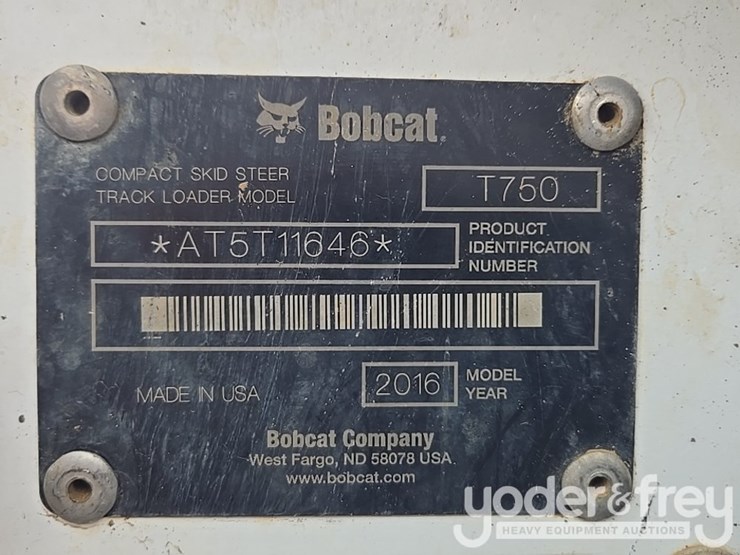 Bobcat
COMPACT SKID STEER
TRACK LOADER MODEL
T750
*AT5T11646*
PRODUCT
IDENTIFICATION
NUMBER
MADE IN USA
2016
MODEL
YEAR
Bobcat Company
West Fargo, ND 58078 USA
www.bobcat.com
yoder&frey
HEAVY EQUIPMENT AUCTIONS